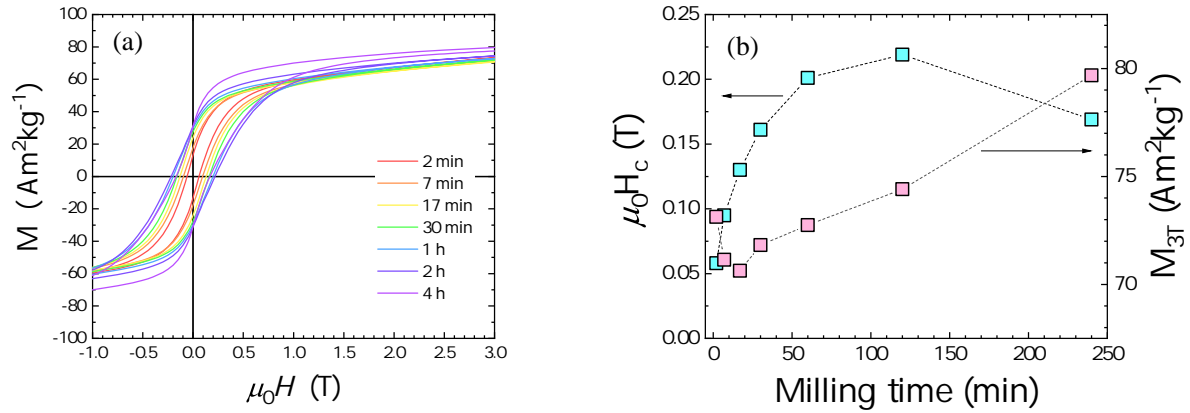 (a)
100
80
60
40
20
0
-20
-40
-60
-80
-100
M ( Am²kg⁻¹)
-1.0 -0.5 0.0 0.5 1.0 1.5 2.0 2.5 3.0
μ₀H (T)
2 min
7 min
17 min
30 min
1 h
2 h
4 h
(b)
0.25
0.20
0.15
0.10
0.05
0.00
μ₀H_c (T)
0 50 100 150 200 250
Milling time (min)
80
75
70
M_3T (Am²kg⁻¹)